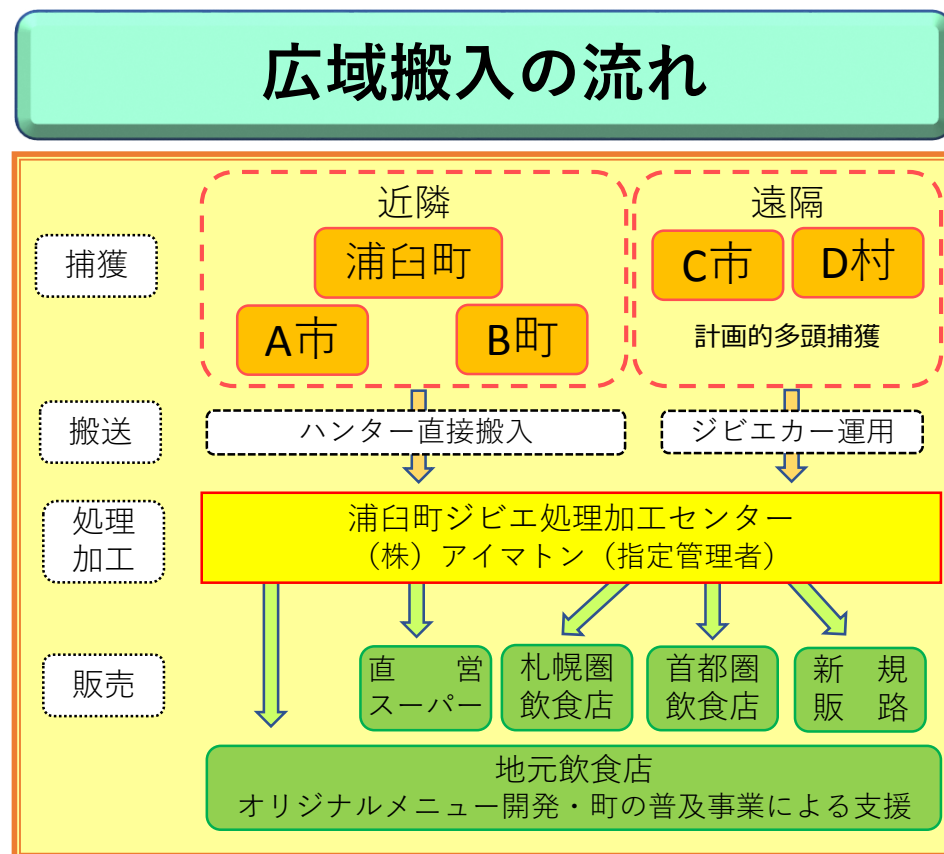 広域搬入の流れ
近隣
遠隔
捕獲
浦臼町
C市
D村
A市
B町
計画的多頭捕獲
搬送
ハンター直接搬入
ジビエカー運用
処理
加工
浦臼町ジビエ処理加工センター
（株）アイマトン（指定管理者）
販売
直　営
スーパー
札幌圏
飲食店
首都圏
飲食店
新　規
販　路
地元飲食店
オリジナルメニュー開発・町の普及事業による支援